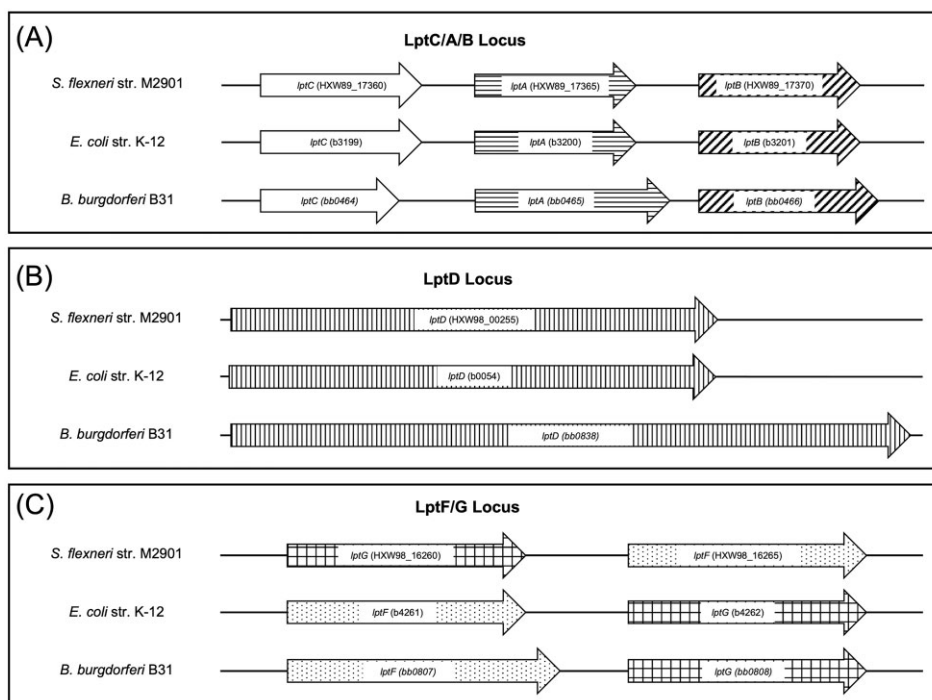 (A)
LptC/A/B Locus
S. flexneri str. M2901 lptC (HXW89_17360) lptA (HXW89_17365) lptB (HXW89_17370)
E. coli str. K-12 lptC (b3199) lptA (b3200) lptB (b3201)
B. burgdorferi B31 lptC (bb0464) lptA (bb0465) lptB (bb0466)
(B)
LptD Locus
S. flexneri str. M2901 lptD (HXW98_00255)
E. coli str. K-12 lptD (b0054)
B. burgdorferi B31 lptD (bb0838)
(C)
LptF/G Locus
S. flexneri str. M2901 lptG (HXW98_16260) lptF (HXW98_16265)
E. coli str. K-12 lptF (b4261) lptG (b4262)
B. burgdorferi B31 lptF (bb0807) lptG (bb0808)